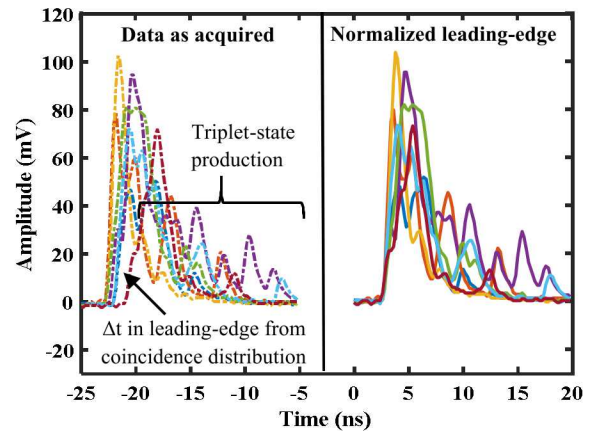 Data as acquired
Normalized leading-edge
Triplet-state
production
Δt in leading-edge from
coincidence distribution
Amplitude (mV)
120
100
80
60
40
20
0
-20
-25 -20 -15 -10 -5 0 5 10 15 20
Time (ns)